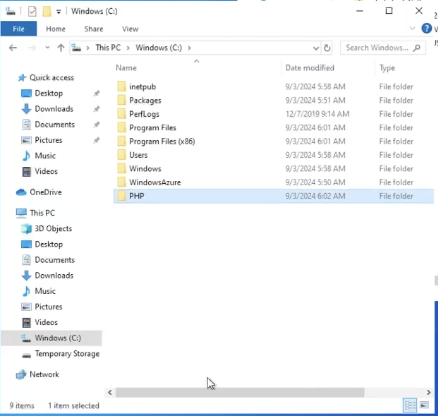 Windows (C:)
File Home Share View
This PC Windows (C:) Search Windows...
Name Date modified Type
Quick access
Desktop
Downloads
Documents
Pictures
Music
Videos
OneDrive
This PC
3D Objects
Desktop
Documents
Downloads
Music
Pictures
Videos
Windows (C:)
Temporary Storage
Network
inetpub 9/3/2024 5:58 AM File folder
Packages 9/3/2024 5:51 AM File folder
PerfLogs 12/7/2019 9:14 AM File folder
Program Files 9/3/2024 6:01 AM File folder
Program Files (x86) 9/3/2024 6:01 AM File folder
Users 9/3/2024 5:58 AM File folder
Windows 9/3/2024 5:58 AM File folder
WindowsAzure 9/3/2024 5:50 AM File folder
PHP 9/3/2024 6:02 AM File folder
9 items 1 item selected